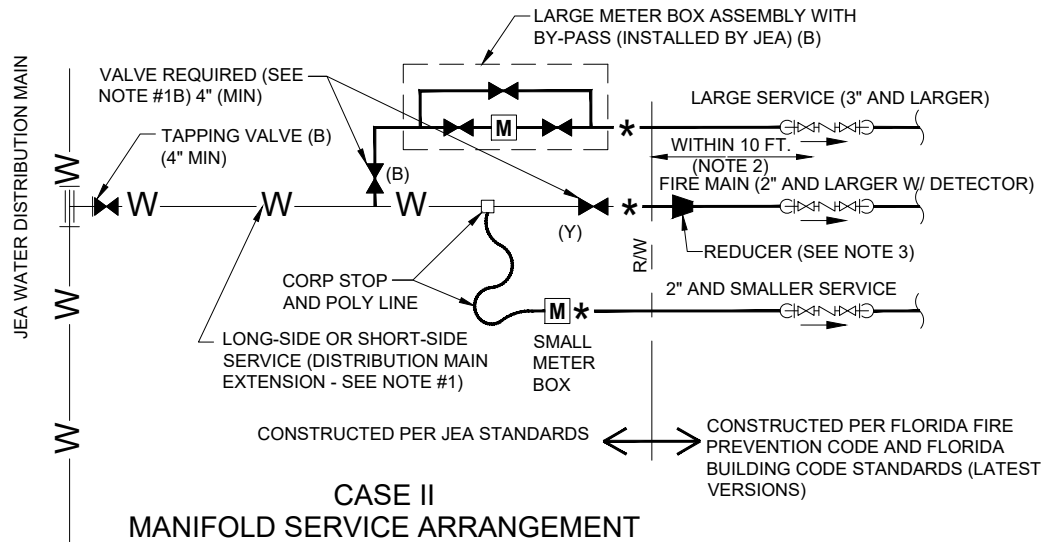 LARGE METER BOX ASSEMBLY WITH
BY-PASS (INSTALLED BY JEA) (B)
VALVE REQUIRED (SEE
NOTE #1B) 4" (MIN)
LARGE SERVICE (3" AND LARGER)
TAPPING VALVE (B)
(4" MIN)
M
*
WITHIN 10 FT.
(NOTE 2)
(B)
JEA WATER DISTRIBUTION MAIN
W
W
W
W
FIRE MAIN (2" AND LARGER W/ DETECTOR)
*
(Y)
REDUCER (SEE NOTE 3)
R/W
CORP STOP
AND POLY LINE
2" AND SMALLER SERVICE
W
M
*
LONG-SIDE OR SHORT-SIDE
SERVICE (DISTRIBUTION MAIN
EXTENSION - SEE NOTE #1)
SMALL
METER
BOX
W
CONSTRUCTED PER JEA STANDARDS
CONSTRUCTED PER FLORIDA FIRE
PREVENTION CODE AND FLORIDA
BUILDING CODE STANDARDS (LATEST
VERSIONS)
CASE II
MANIFOLD SERVICE ARRANGEMENT